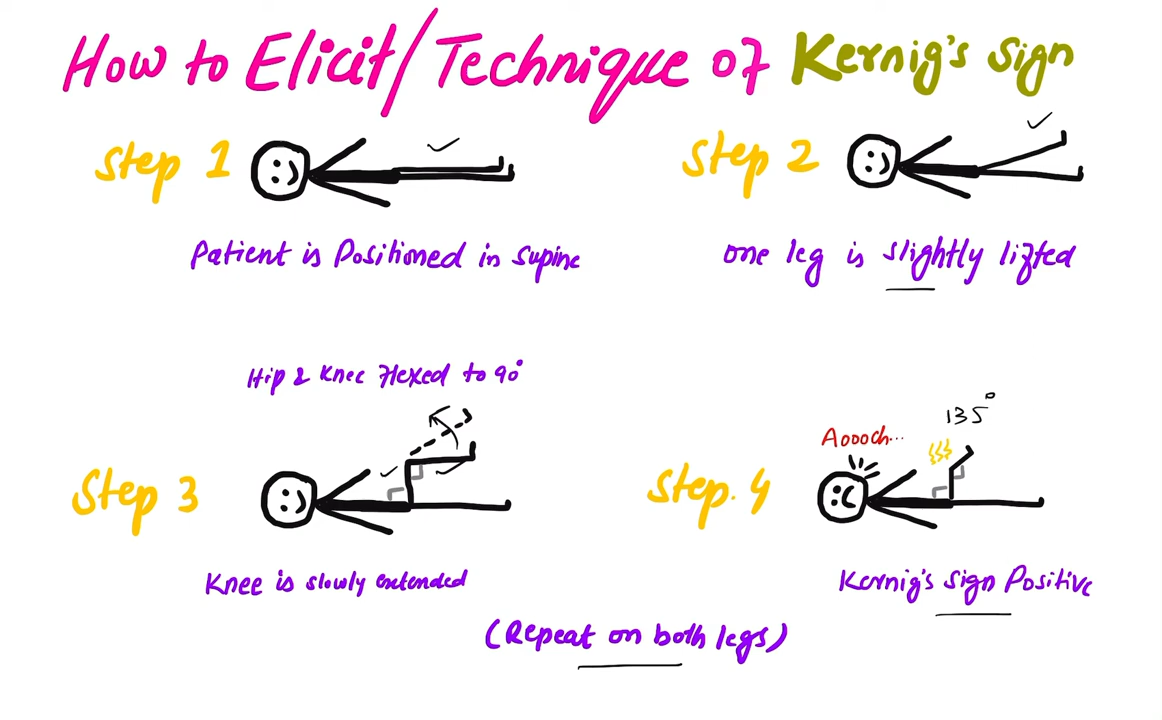 How to Elicit/Technique of Kernig's Sign
Step 1
Patient is Positioned in Supine
Step 2
one leg is slightly lifted
Hip & Knee Flexed to 90°
Step 3
Knee is slowly extended
Aoooch...
135°
Step. 4
Kernig's Sign Positive
(Repeat on both legs)